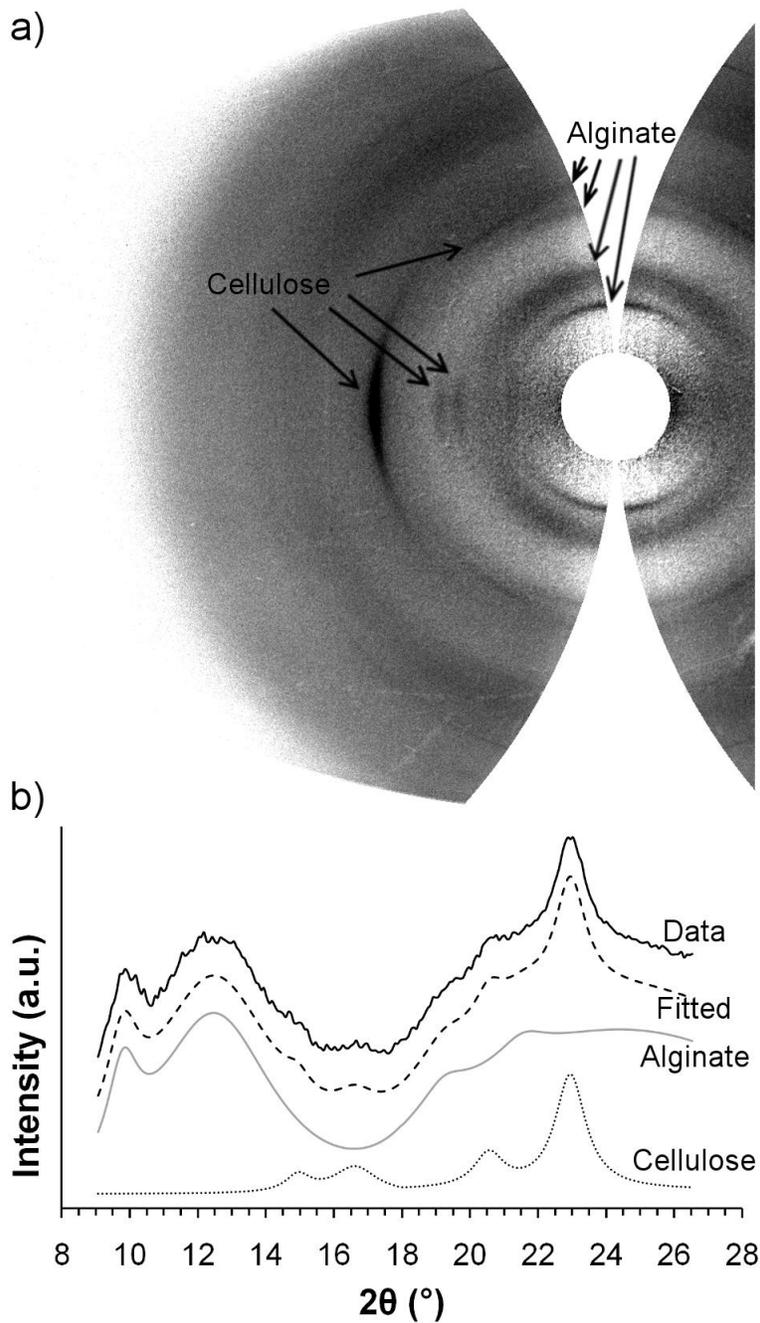 a)
Alginate
Cellulose
b)
Intensity (a.u.)
Data
Fitted
Alginate
Cellulose
8 10 12 14 16 18 20 22 24 26 28
2θ (°)